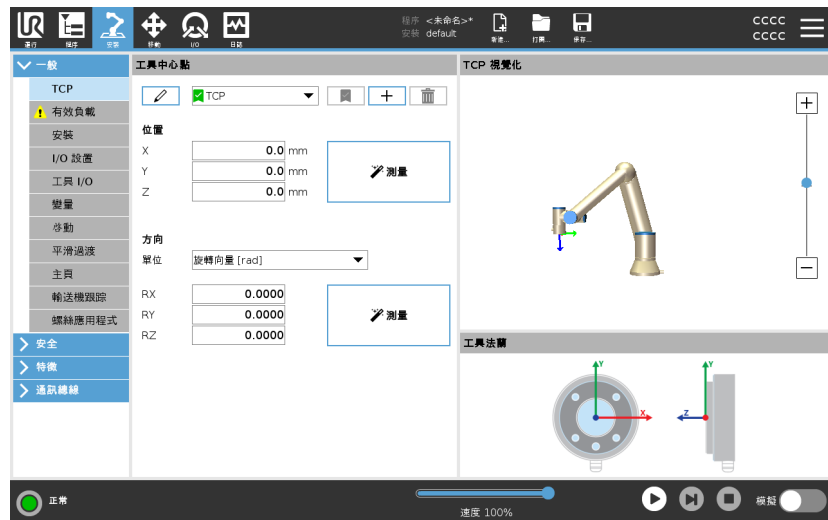 程序 <未命名>*
安裝 default
CCCC
CCCC
運行
程序
安裝
移動
I/O
日誌
新建...
打開...
保存...
一般
TCP
有效負載
安裝
I/O 設置
工具 I/O
變量
啓動
平滑過渡
主頁
輸送機跟踪
螺絲應用程式
安全
特徵
通訊總線
工具中心點
TCP
位置
X 0.0 mm
Y 0.0 mm
Z 0.0 mm
測量
方向
單位 旋轉向量 [rad]
RX 0.0000
RY 0.0000
RZ 0.0000
測量
TCP 視覺化
工具法蘭
Y
X
Y
Z
正常
速度 100%
模擬